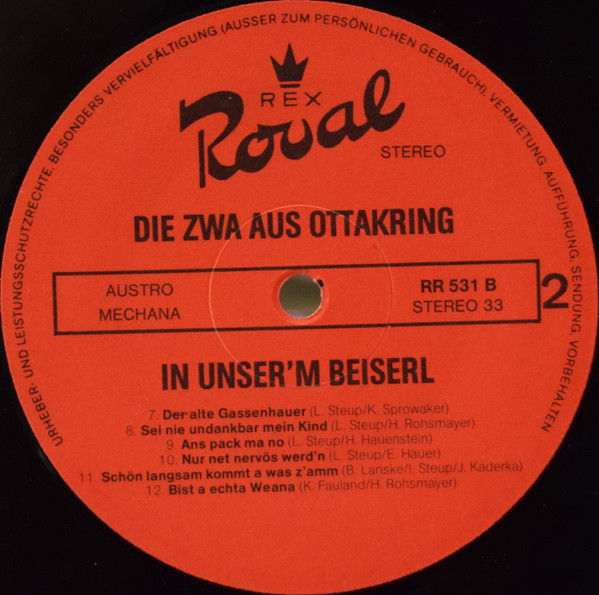 URHEBER- UND LEISTUNGSSCHUTZRECHTE, BESONDERS VERVIELFÄLTIGUNG (AUSSER ZUM PERSÖNLICHEN GEBRAUCH), VERMIETUNG, AUFFÜHRUNG, SENDUNG, VORBEHALTEN
REX
Royal
STEREO
DIE ZWA AUS OTTAKRING
AUSTRO
MECHANA
RR 531 B
STEREO 33
2
IN UNSER'M BEISERL
7. Der alte Gassenhauer (L. Steup/K. Sprowaker)
8. Sei nie undankbar mein Kind (L. Steup/H. Rohsmayer)
9. Ans pack ma no (L. Steup/H. Hauenstein)
10. Nur net nervös werd'n (L. Steup/E. Hauer)
11. Schön langsam kommt a was z'amm (B. Lanske/I. Steup/J. Kaderka)
12. Bist a echta Weana (K. Fauland/H. Rohsmayer)